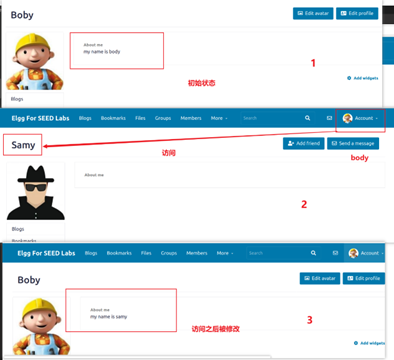 Boby
Edit avatar
Edit profile
About me
my name is body
1
初始状态
Add widgets
Blogs
Elgg For SEED Labs Blogs Bookmarks Files Groups Members More Search Account
Samy
访问
Add friend
Send a message
body
About me
2
Blogs
Bookmarks
Elgg For SEED Labs Blogs Bookmarks Files Groups Members More Search Account
Boby
Edit avatar
Edit profile
About me
my name is samy
访问之后被修改
3
Add widgets